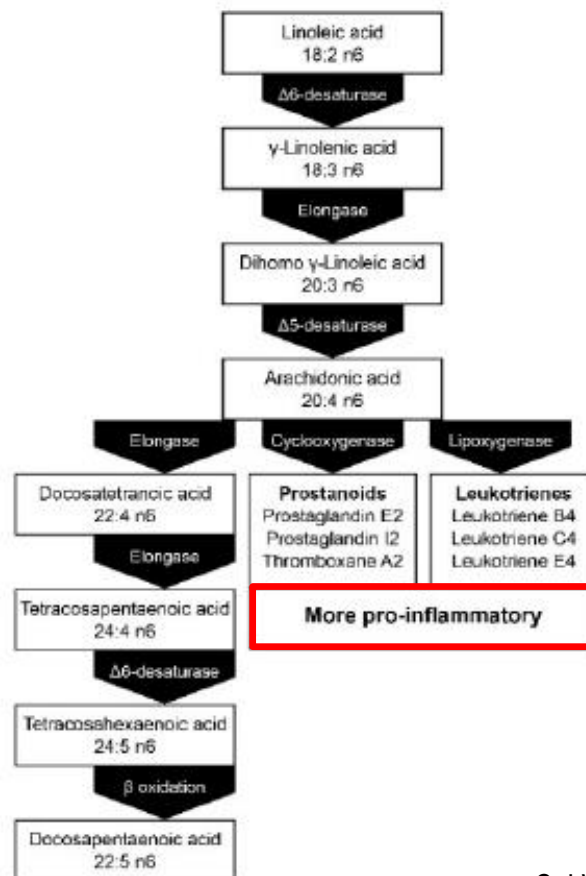 Linoleic acid
18:2 n6
Δ6-desaturase
γ-Linolenic acid
18:3 n6
Elongase
Dihomo γ-Linoleic acid
20:3 n6
Δ5-desaturase
Arachidonic acid
20:4 n6
Elongase
Cyclooxygenase
Lipoxygenase
Docosatetranoic acid
22:4 n6
Prostanoids
Prostaglandin E2
Prostaglandin I2
Thromboxane A2
Leukotrienes
Leukotriene B4
Leukotriene C4
Leukotriene E4
Elongase
More pro-inflammatory
Tetracosapentaenoic acid
24:4 n6
Δ6-desaturase
Tetracosahexaenoic acid
24:5 n6
β oxidation
Docosapentaenoic acid
22:5 n6